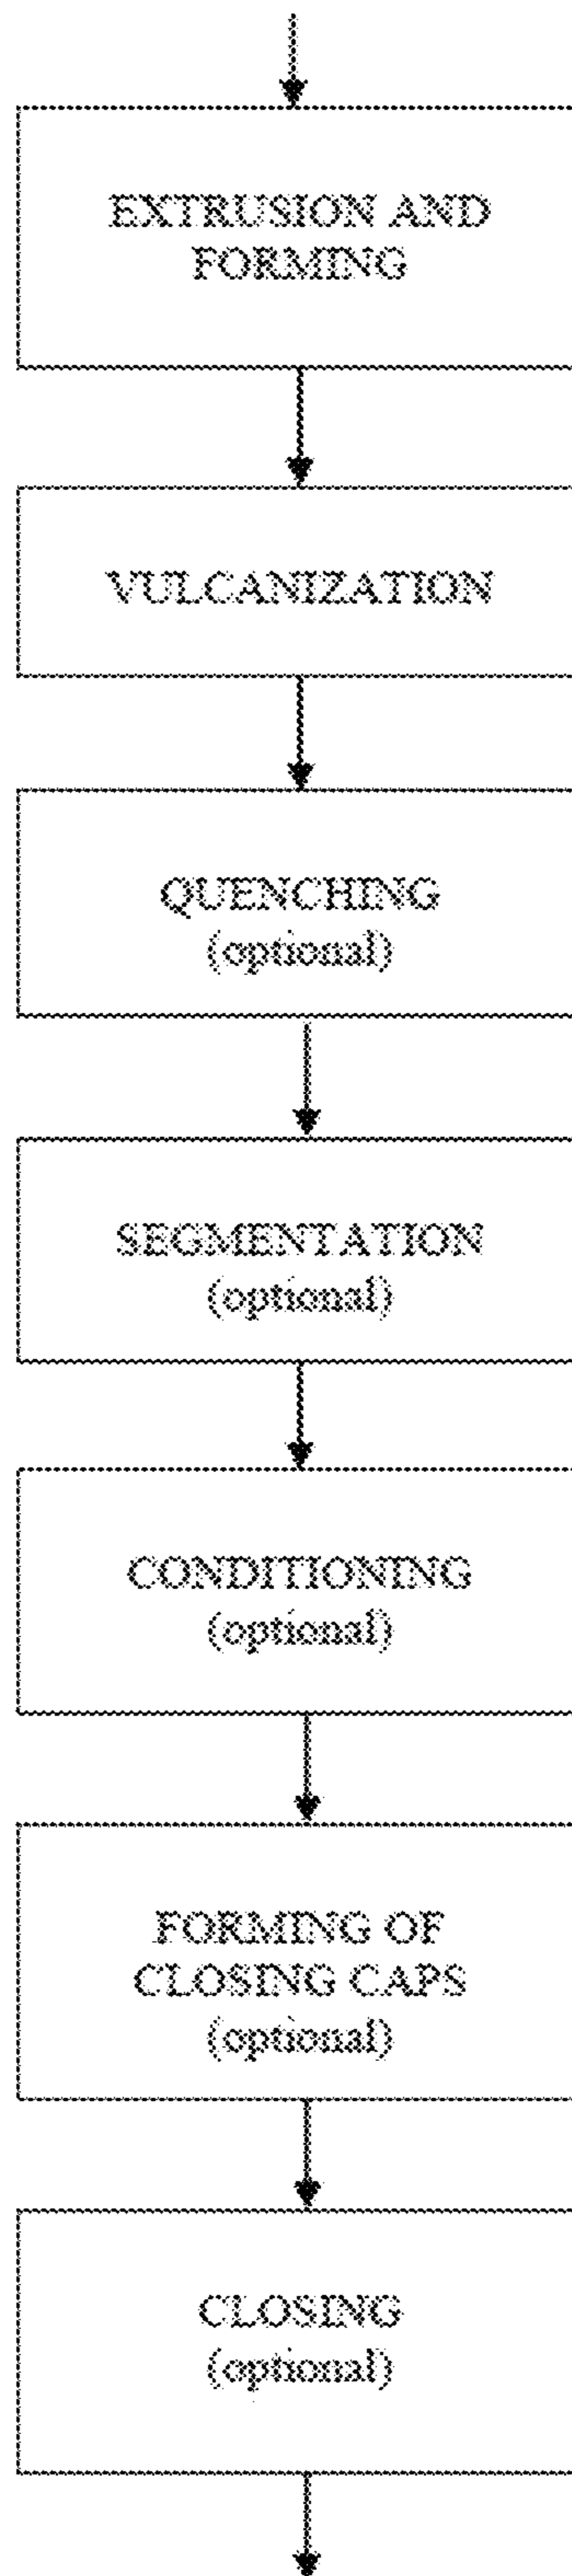 EXTRUSION AND
FORMING
VULCANIZATION
QUENCHING
(optional)
SEGMENTATION
(optional)
CONDITIONING
(optional)
FORMING OF
CLOSING CAPS
(optional)
CLOSING
(optional)